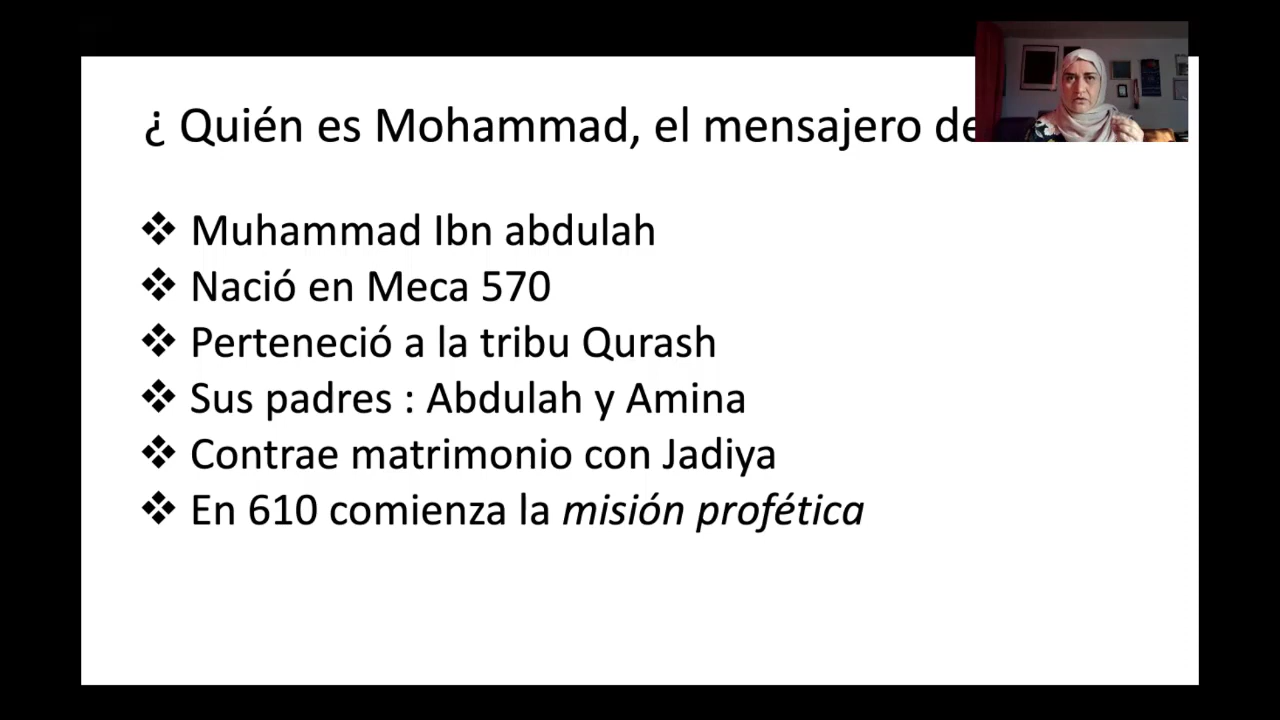 ¿ Quién es Mohammad, el mensajero de
❖ Muhammad Ibn abdulah
❖ Nació en Meca 570
❖ Perteneció a la tribu Qurash
❖ Sus padres : Abdulah y Amina
❖ Contrae matrimonio con Jadiya
❖ En 610 comienza la misión profética